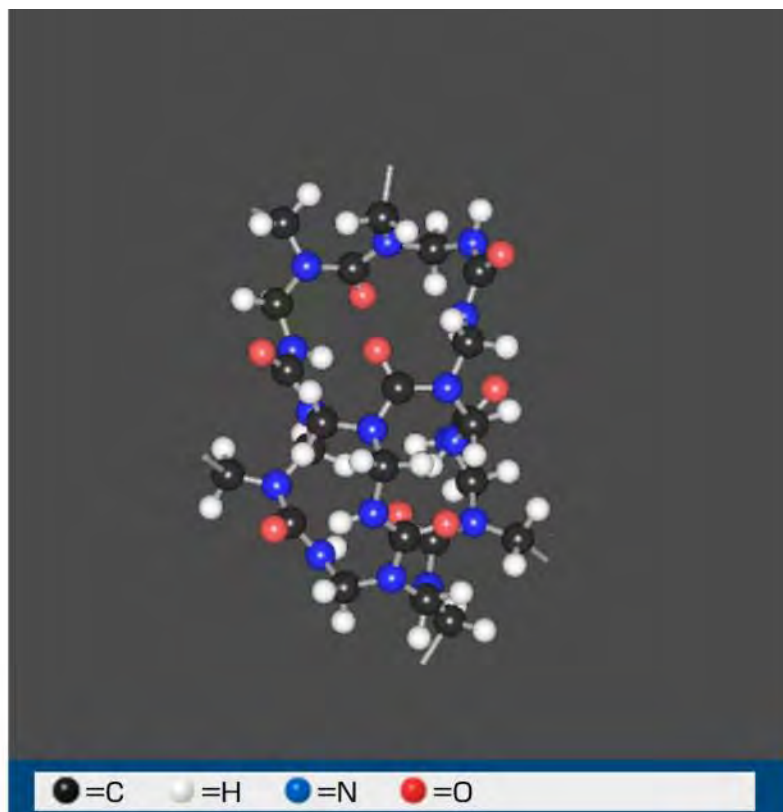 =C =H =N =O